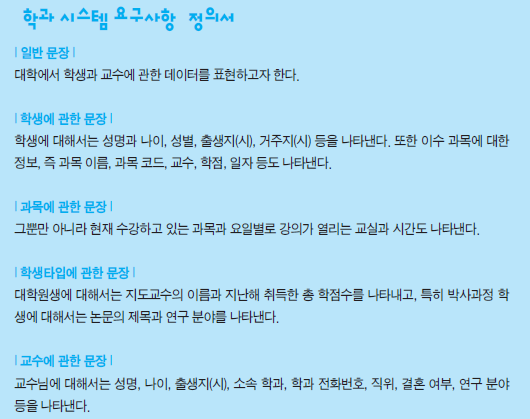 학과 시스템 요구사항 정의서
| 일반 문장 |
대학에서 학생과 교수에 관한 데이터를 표현하고자 한다.
| 학생에 관한 문장 |
학생에 대해서는 성명과 나이, 성별, 출생지(시), 거주지(시) 등을 나타낸다. 또한 이수 과목에 대한
정보, 즉 과목 이름, 과목 코드, 교수, 학점, 일자 등도 나타낸다.
| 과목에 관한 문장 |
그뿐만 아니라 현재 수강하고 있는 과목과 요일별로 강의가 열리는 교실과 시간도 나타낸다.
| 학생타입에 관한 문장 |
대학원생에 대해서는 지도교수의 이름과 지난해 취득한 총 학점수를 나타내고, 특히 박사과정 학
생에 대해서는 논문의 제목과 연구 분야를 나타낸다.
| 교수에 관한 문장 |
교수님에 대해서는 성명, 나이, 출생지(시), 소속 학과, 학과 전화번호, 직위, 결혼 여부, 연구 분야
등을 나타낸다.